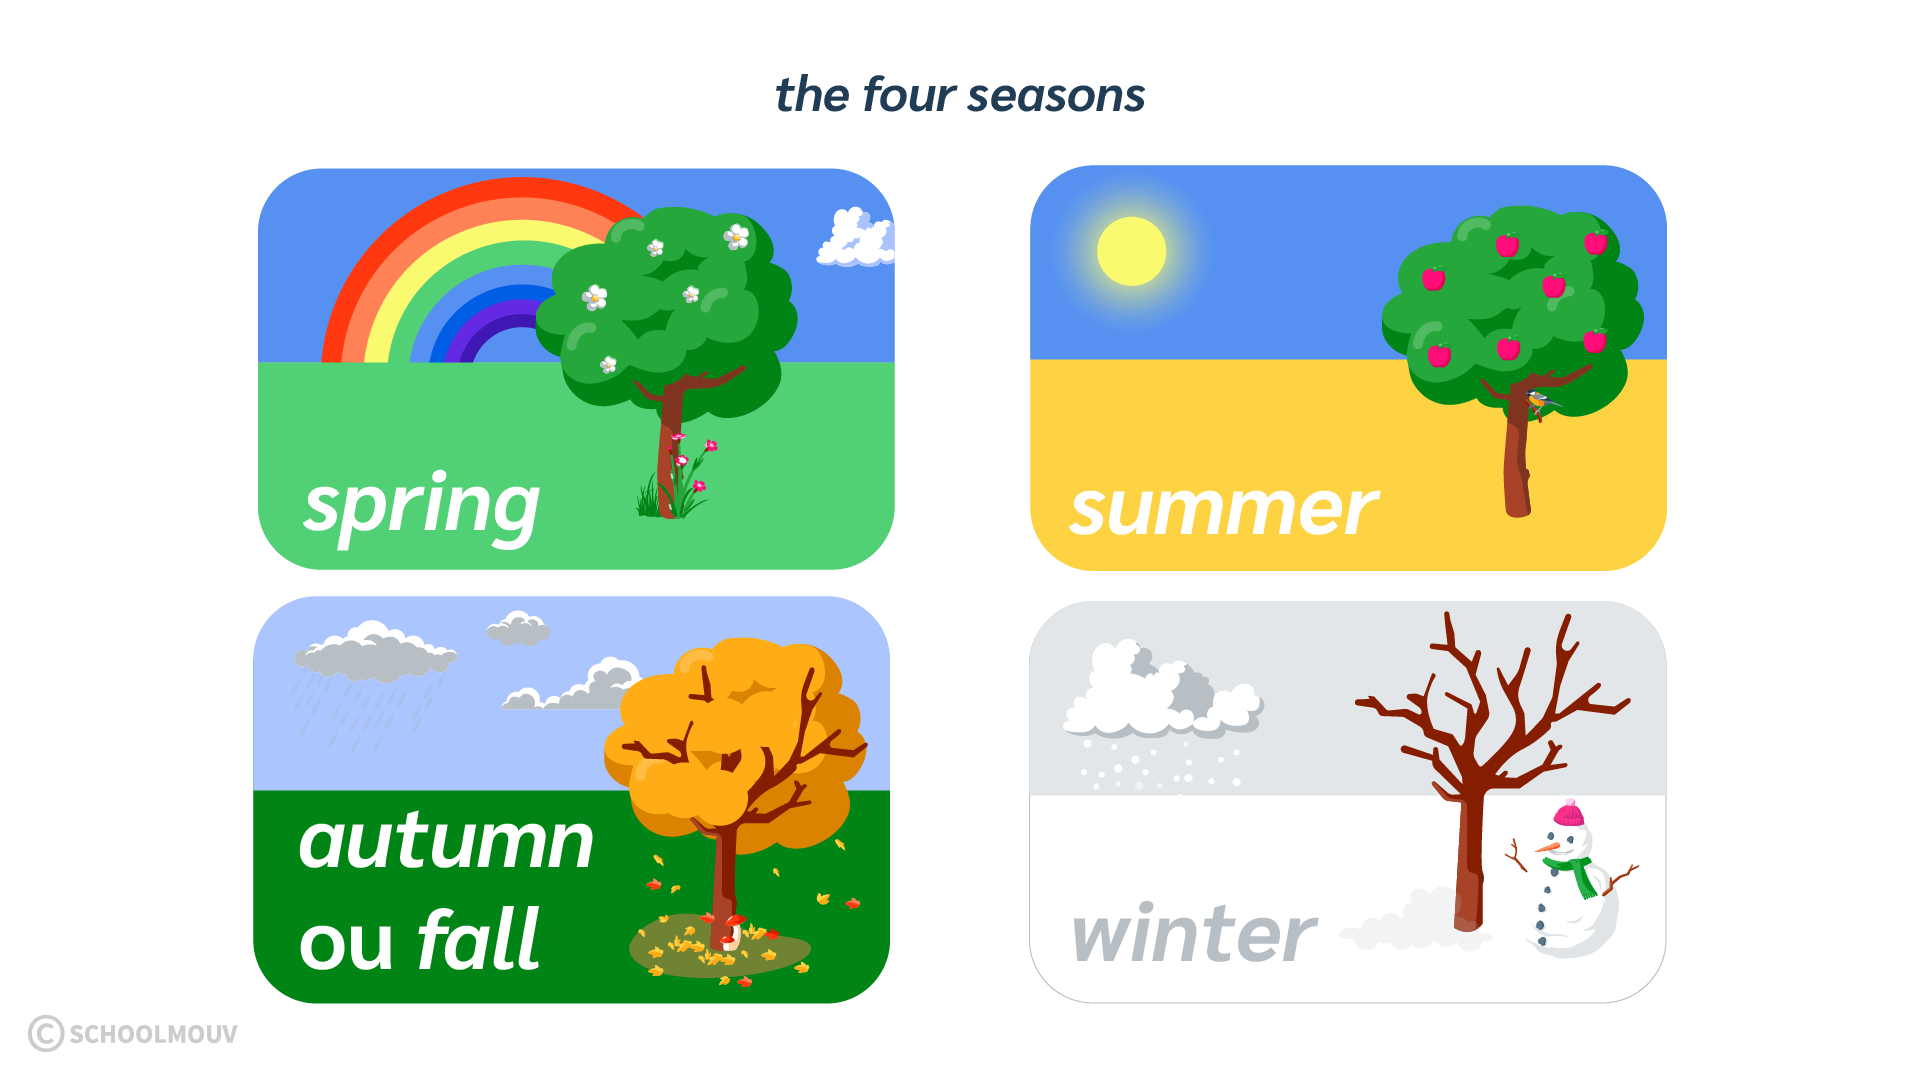 the four seasons
spring
summer
autumn
ou fall
winter
© SCHOOLMOUV